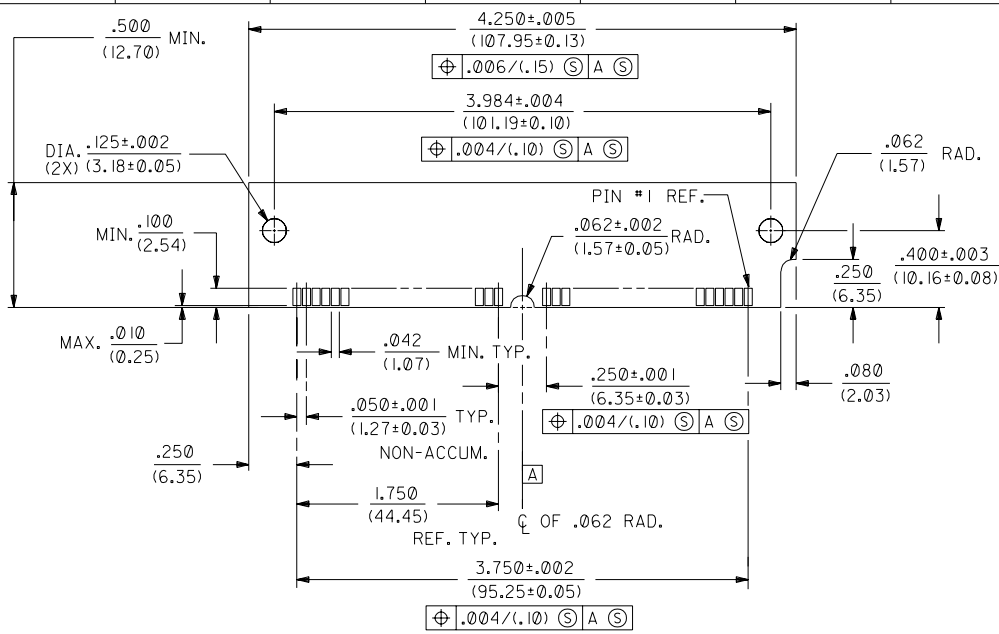 .500 MIN.
(12.70)
4.250±.005
(107.95±0.13)
⌖ .006/(.15) Ⓢ A Ⓢ
3.984±.004
(101.19±0.10)
⌖ .004/(.10) Ⓢ A Ⓢ
DIA. .125±.002
(2X) (3.18±0.05)
.062 RAD.
(1.57)
PIN #1 REF.
MIN. .100
(2.54)
.062±.002 RAD.
(1.57±0.05)
.400±.003
(10.16±0.08)
.250
(6.35)
MAX. .010
(0.25)
.042 MIN. TYP.
(1.07)
.250±.001
(6.35±0.03)
⌖ .004/(.10) Ⓢ A Ⓢ
.080
(2.03)
.050±.001 TYP.
(1.27±0.03)
NON-ACCUM.
.250
(6.35)
A
1.750
(44.45)
REF. TYP.
℄ OF .062 RAD.
3.750±.002
(95.25±0.05)
⌖ .004/(.10) Ⓢ A Ⓢ